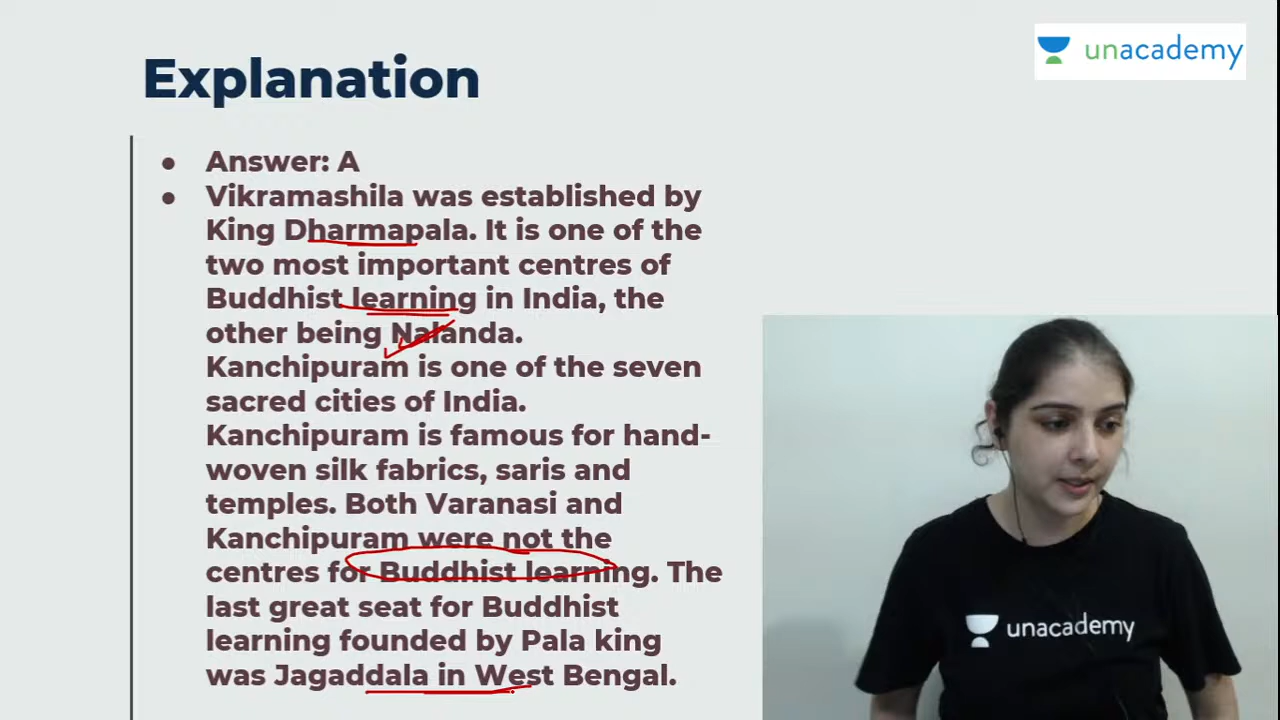 Explanation
unacademy
Answer: A
Vikramashila was established by
King Dharmapala. It is one of the
two most important centres of
Buddhist learning in India, the
other being Nalanda.
Kanchipuram is one of the seven
sacred cities of India.
Kanchipuram is famous for hand-
woven silk fabrics, saris and
temples. Both Varanasi and
Kanchipuram were not the
centres for Buddhist learning. The
last great seat for Buddhist
learning founded by Pala king
was Jagaddala in West Bengal.
unacademy